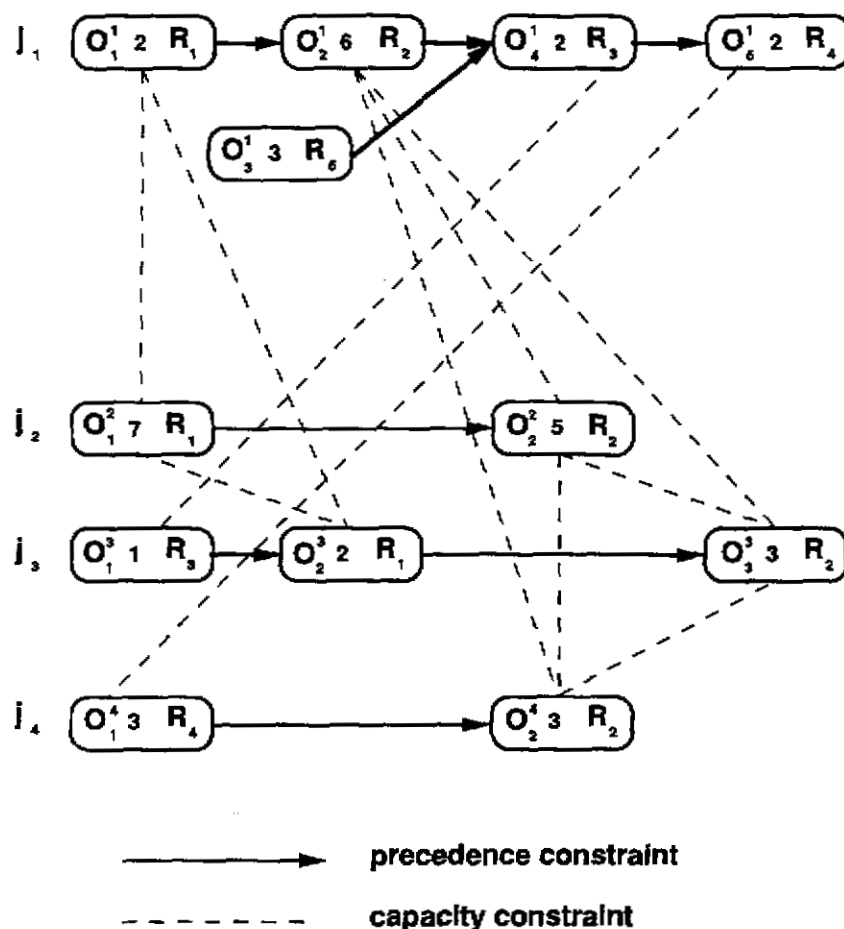 j₁ O₁¹ 2 R₁ O₂¹ 6 R₂ O₄¹ 2 R₃ O₅¹ 2 R₄
O₃¹ 3 R₅
j₂ O₁² 7 R₁ O₂² 5 R₂
j₃ O₁³ 1 R₃ O₂³ 2 R₁ O₃³ 3 R₂
j₄ O₁⁴ 3 R₄ O₂⁴ 3 R₂
precedence constraint
capacity constraint